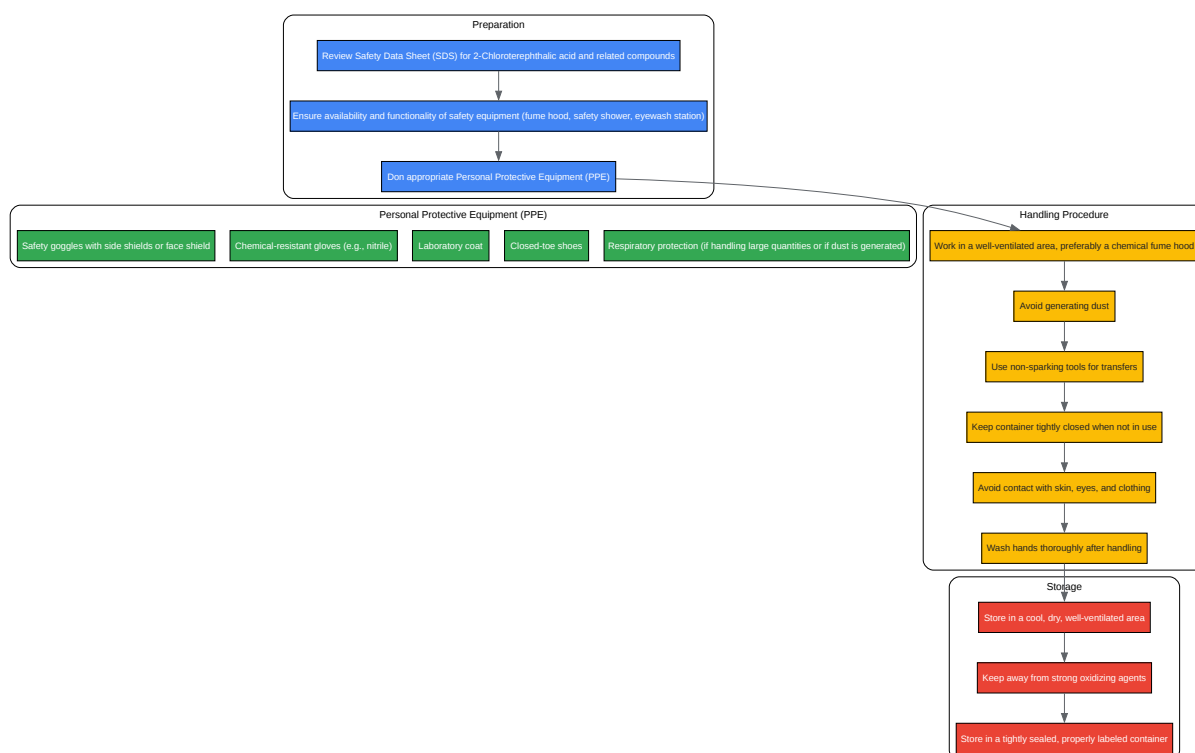 Preparation
Review Safety Data Sheet (SDS) for 2-Chloroterephthalic acid and related compounds
Ensure availability and functionality of safety equipment (fume hood, safety shower, eyewash station)
Don appropriate Personal Protective Equipment (PPE)
Personal Protective Equipment (PPE)
Safety goggles with side shields or face shield
Chemical-resistant gloves (e.g., nitrile)
Laboratory coat
Closed-toe shoes
Respiratory protection (if handling large quantities or if dust is generated)
Handling Procedure
Work in a well-ventilated area, preferably a chemical fume hood
Avoid generating dust
Use non-sparking tools for transfers
Keep container tightly closed when not in use
Avoid contact with skin, eyes, and clothing
Wash hands thoroughly after handling
Storage
Store in a cool, dry, well-ventilated area
Keep away from strong oxidizing agents
Store in a tightly sealed, properly labeled container